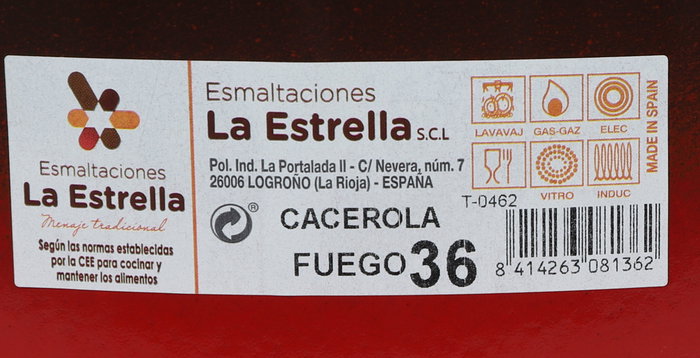 Esmaltaciones
La Estrella
Menaje tradicional
Según las normas establecidas
por la CEE para cocinar y
mantener los alimentos
Esmaltaciones
La Estrella S.C.L
Pol. Ind. La Portalada II - C/ Nevera, núm. 7
26006 LOGROÑO (La Rioja) - ESPAÑA
®
CACEROLA
FUEGO 36
LAVAVAJ GAS-GAZ ELEC
VITRO INDUC
MADE IN SPAIN
T-0462
8 414263 081362